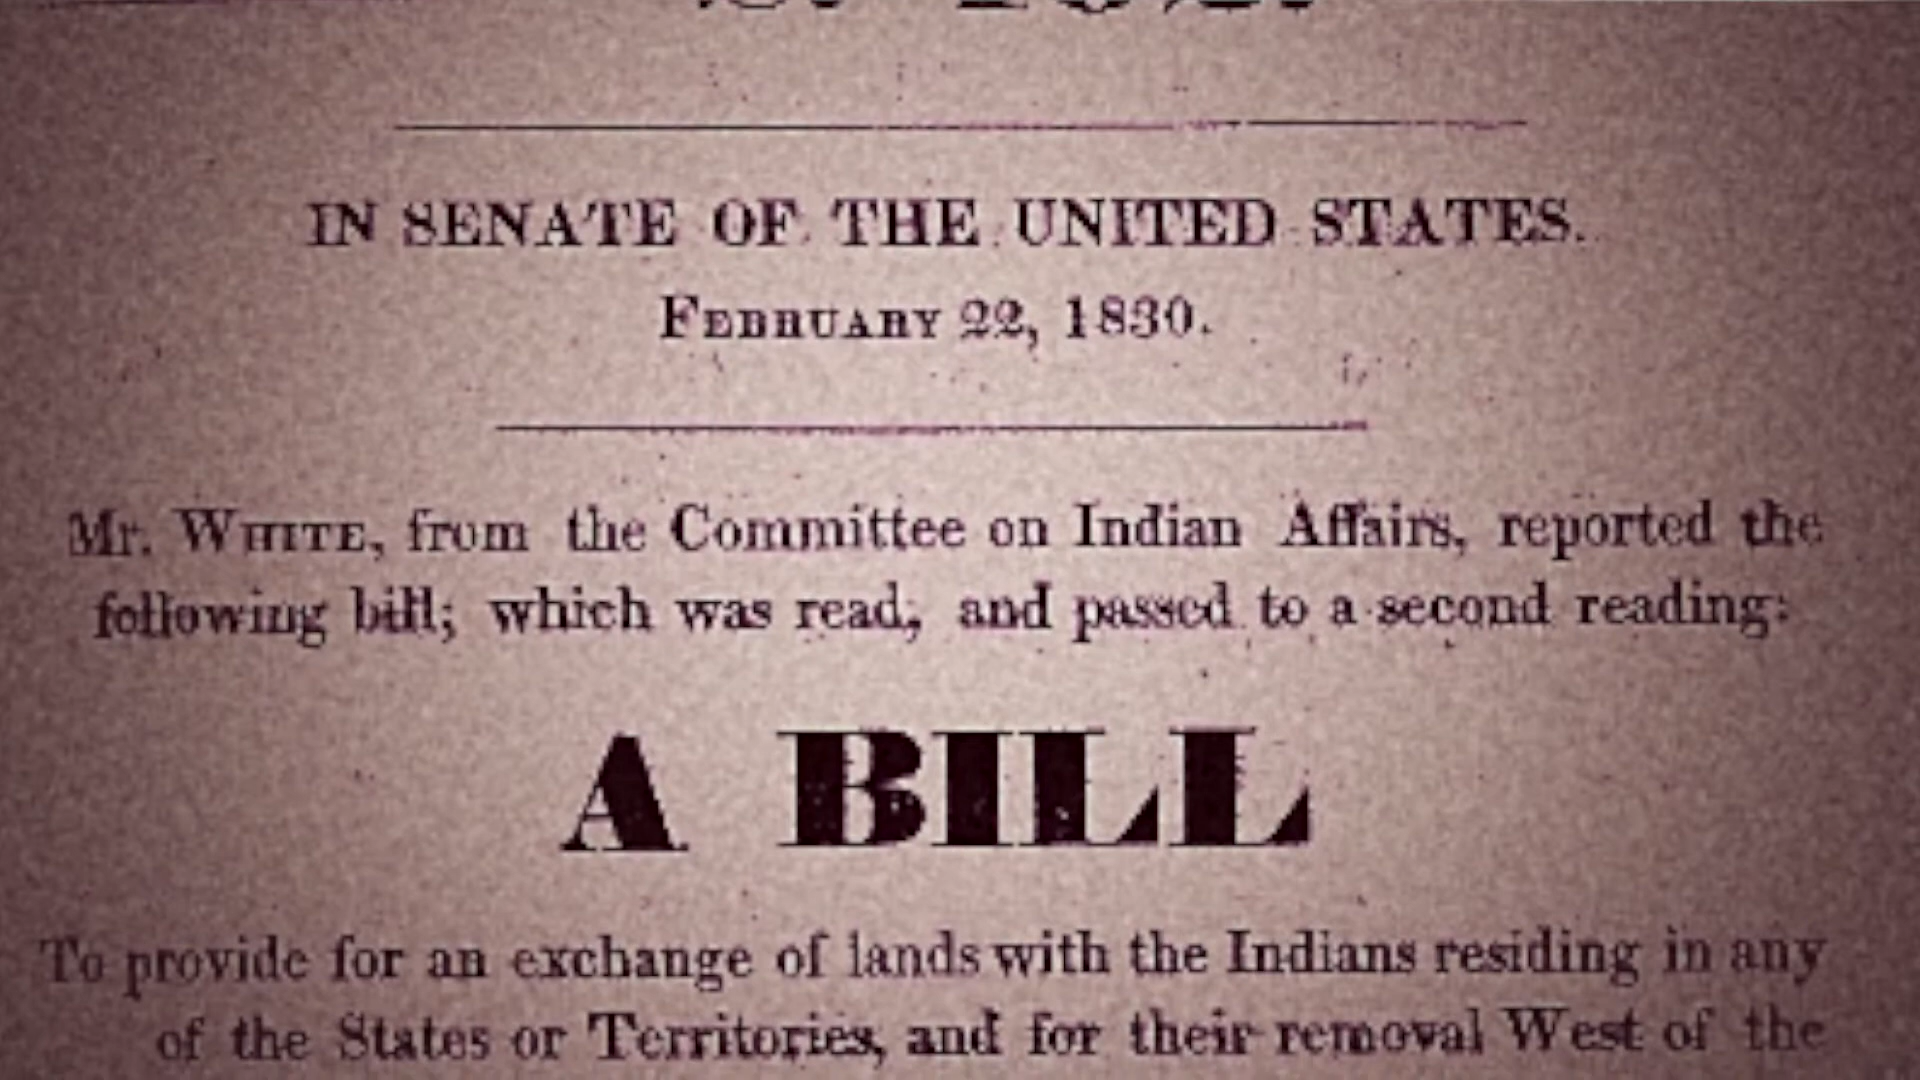 IN SENATE OF THE UNITED STATES.
FEBRUARY 22, 1830.
Mr. WHITE, from the Committee on Indian Affairs, reported the
following bill; which was read, and passed to a second reading:
A BILL
To provide for an exchange of lands with the Indians residing in any
of the States or Territories, and for their removal West of the